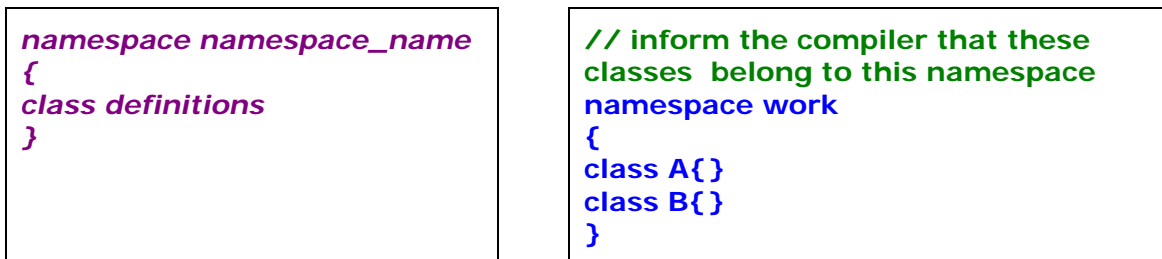 namespace namespace_name
{
class definitions
}
// inform the compiler that these
classes belong to this namespace
namespace work
{
class A{}
class B{}
}